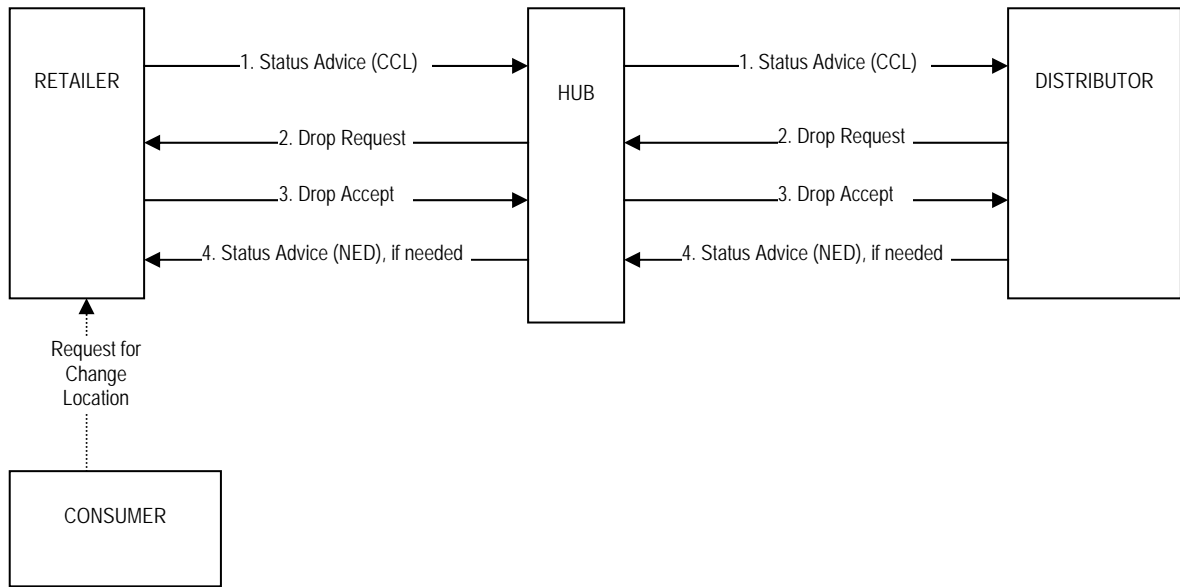 RETAILER
1. Status Advice (CCL)
HUB
1. Status Advice (CCL)
DISTRIBUTOR
2. Drop Request
2. Drop Request
3. Drop Accept
3. Drop Accept
4. Status Advice (NED), if needed
4. Status Advice (NED), if needed
Request for
Change
Location
CONSUMER